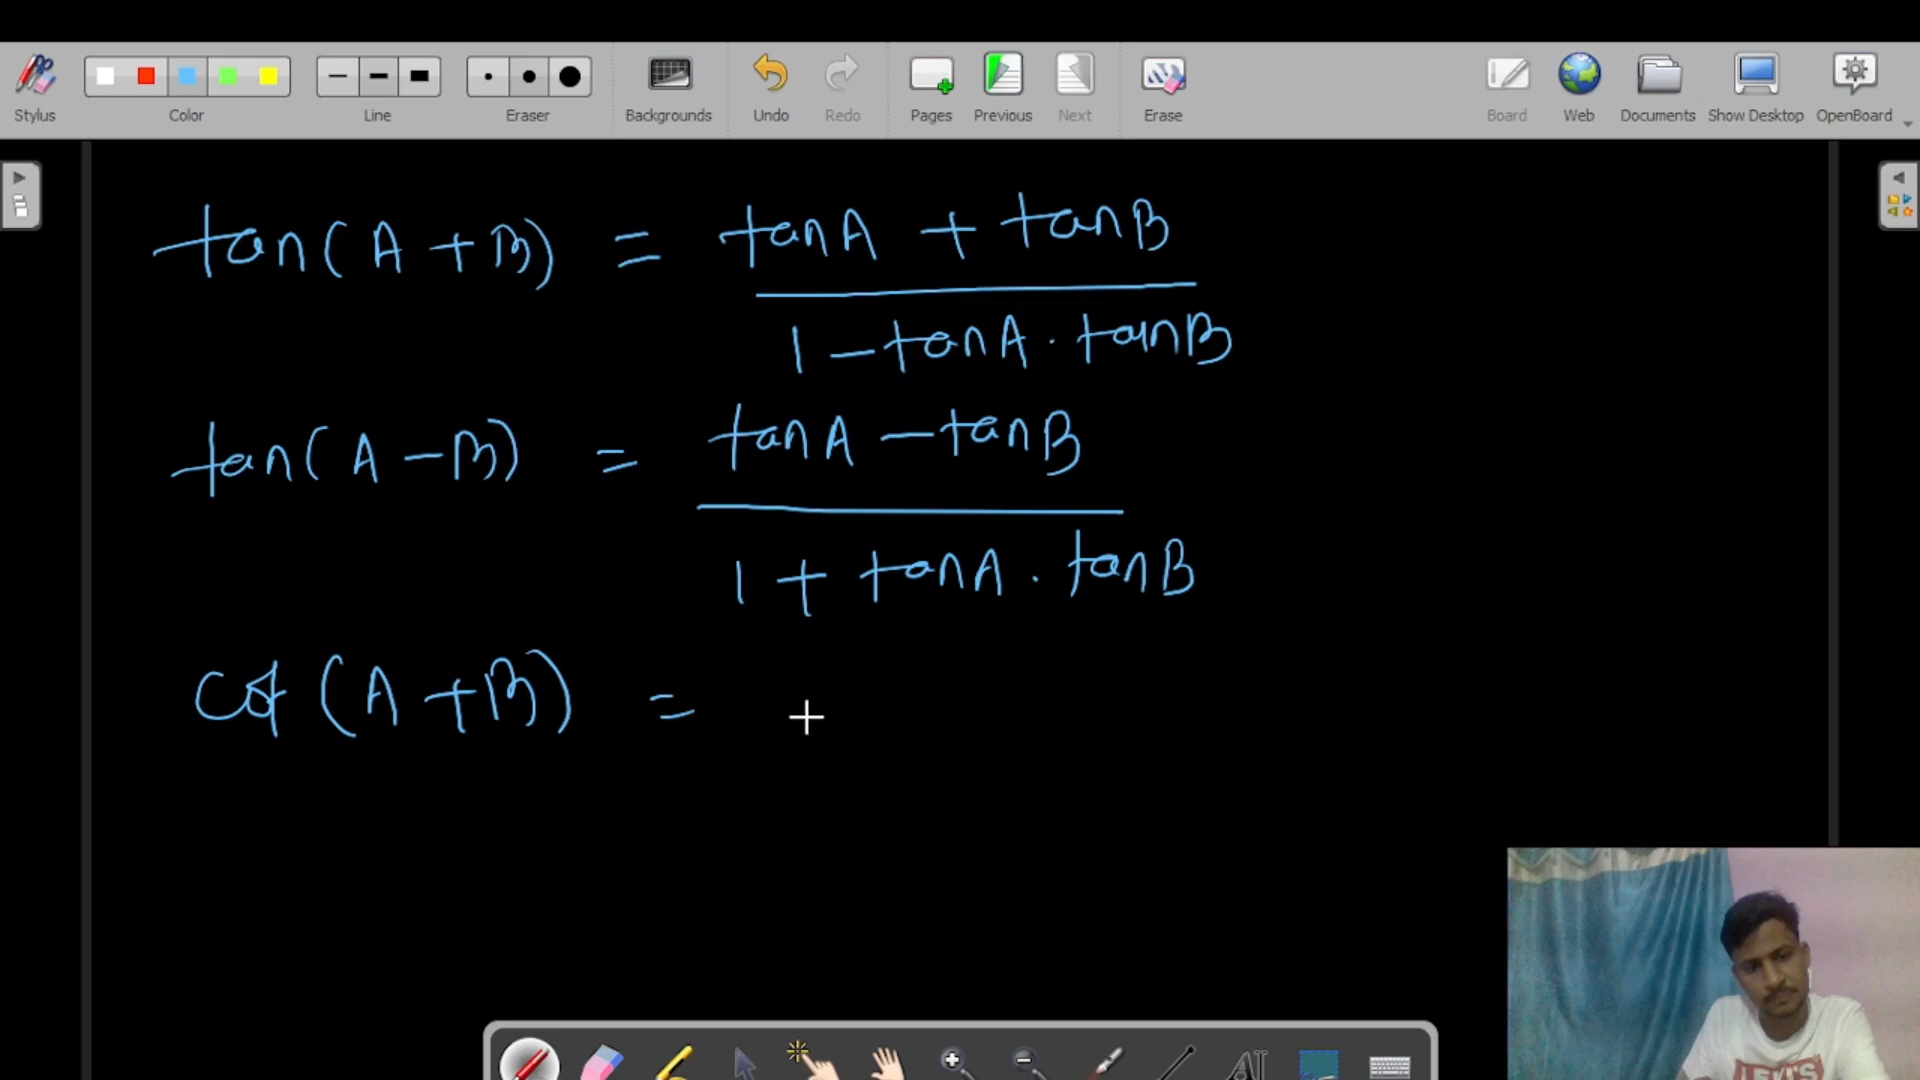 Stylus Color Line Eraser Backgrounds Undo Redo Pages Previous Next Erase Board Web Documents Show Desktop OpenBoard
tan(A+B) = tanA + tanB
1 - tanA . tanB
tan(A-B) = tanA - tanB
1 + tanA . tanB
cot (A+B) =
LEVI'S